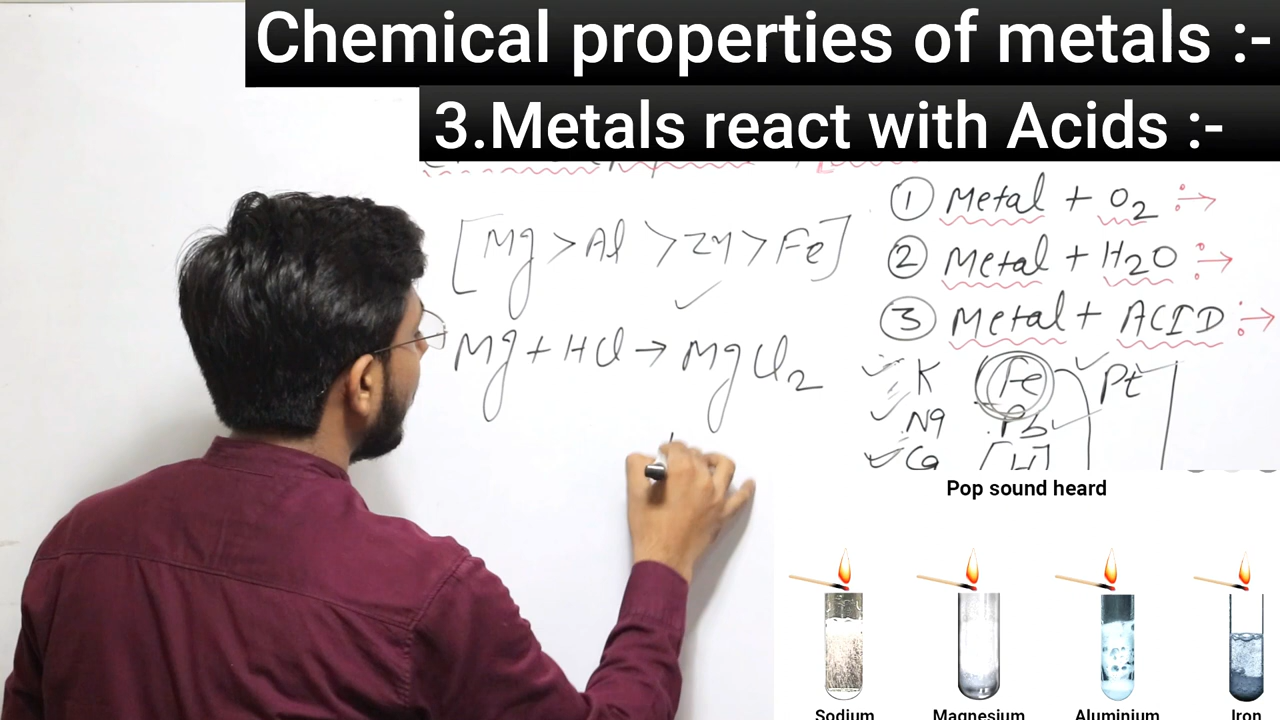 Chemical properties of metals :-
3.Metals react with Acids :-
① Metal + O2 :→
② Metal + H2O :→
③ Metal + ACID :→
[Mg > Al > Zn > Fe]
Mg + HCl → MgCl2
K Fe Pt
Na Pb
Ca [H]
Pop sound heard
Sodium Magnesium Aluminium Iron